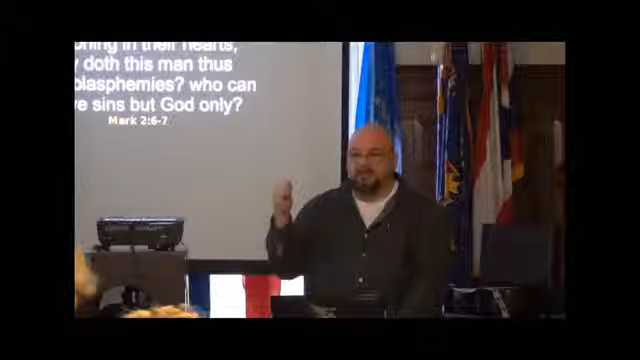 oning in their hearts,
doth this man thus
blasphemies? who can
ve sins but God only?
Mark 2:6-7